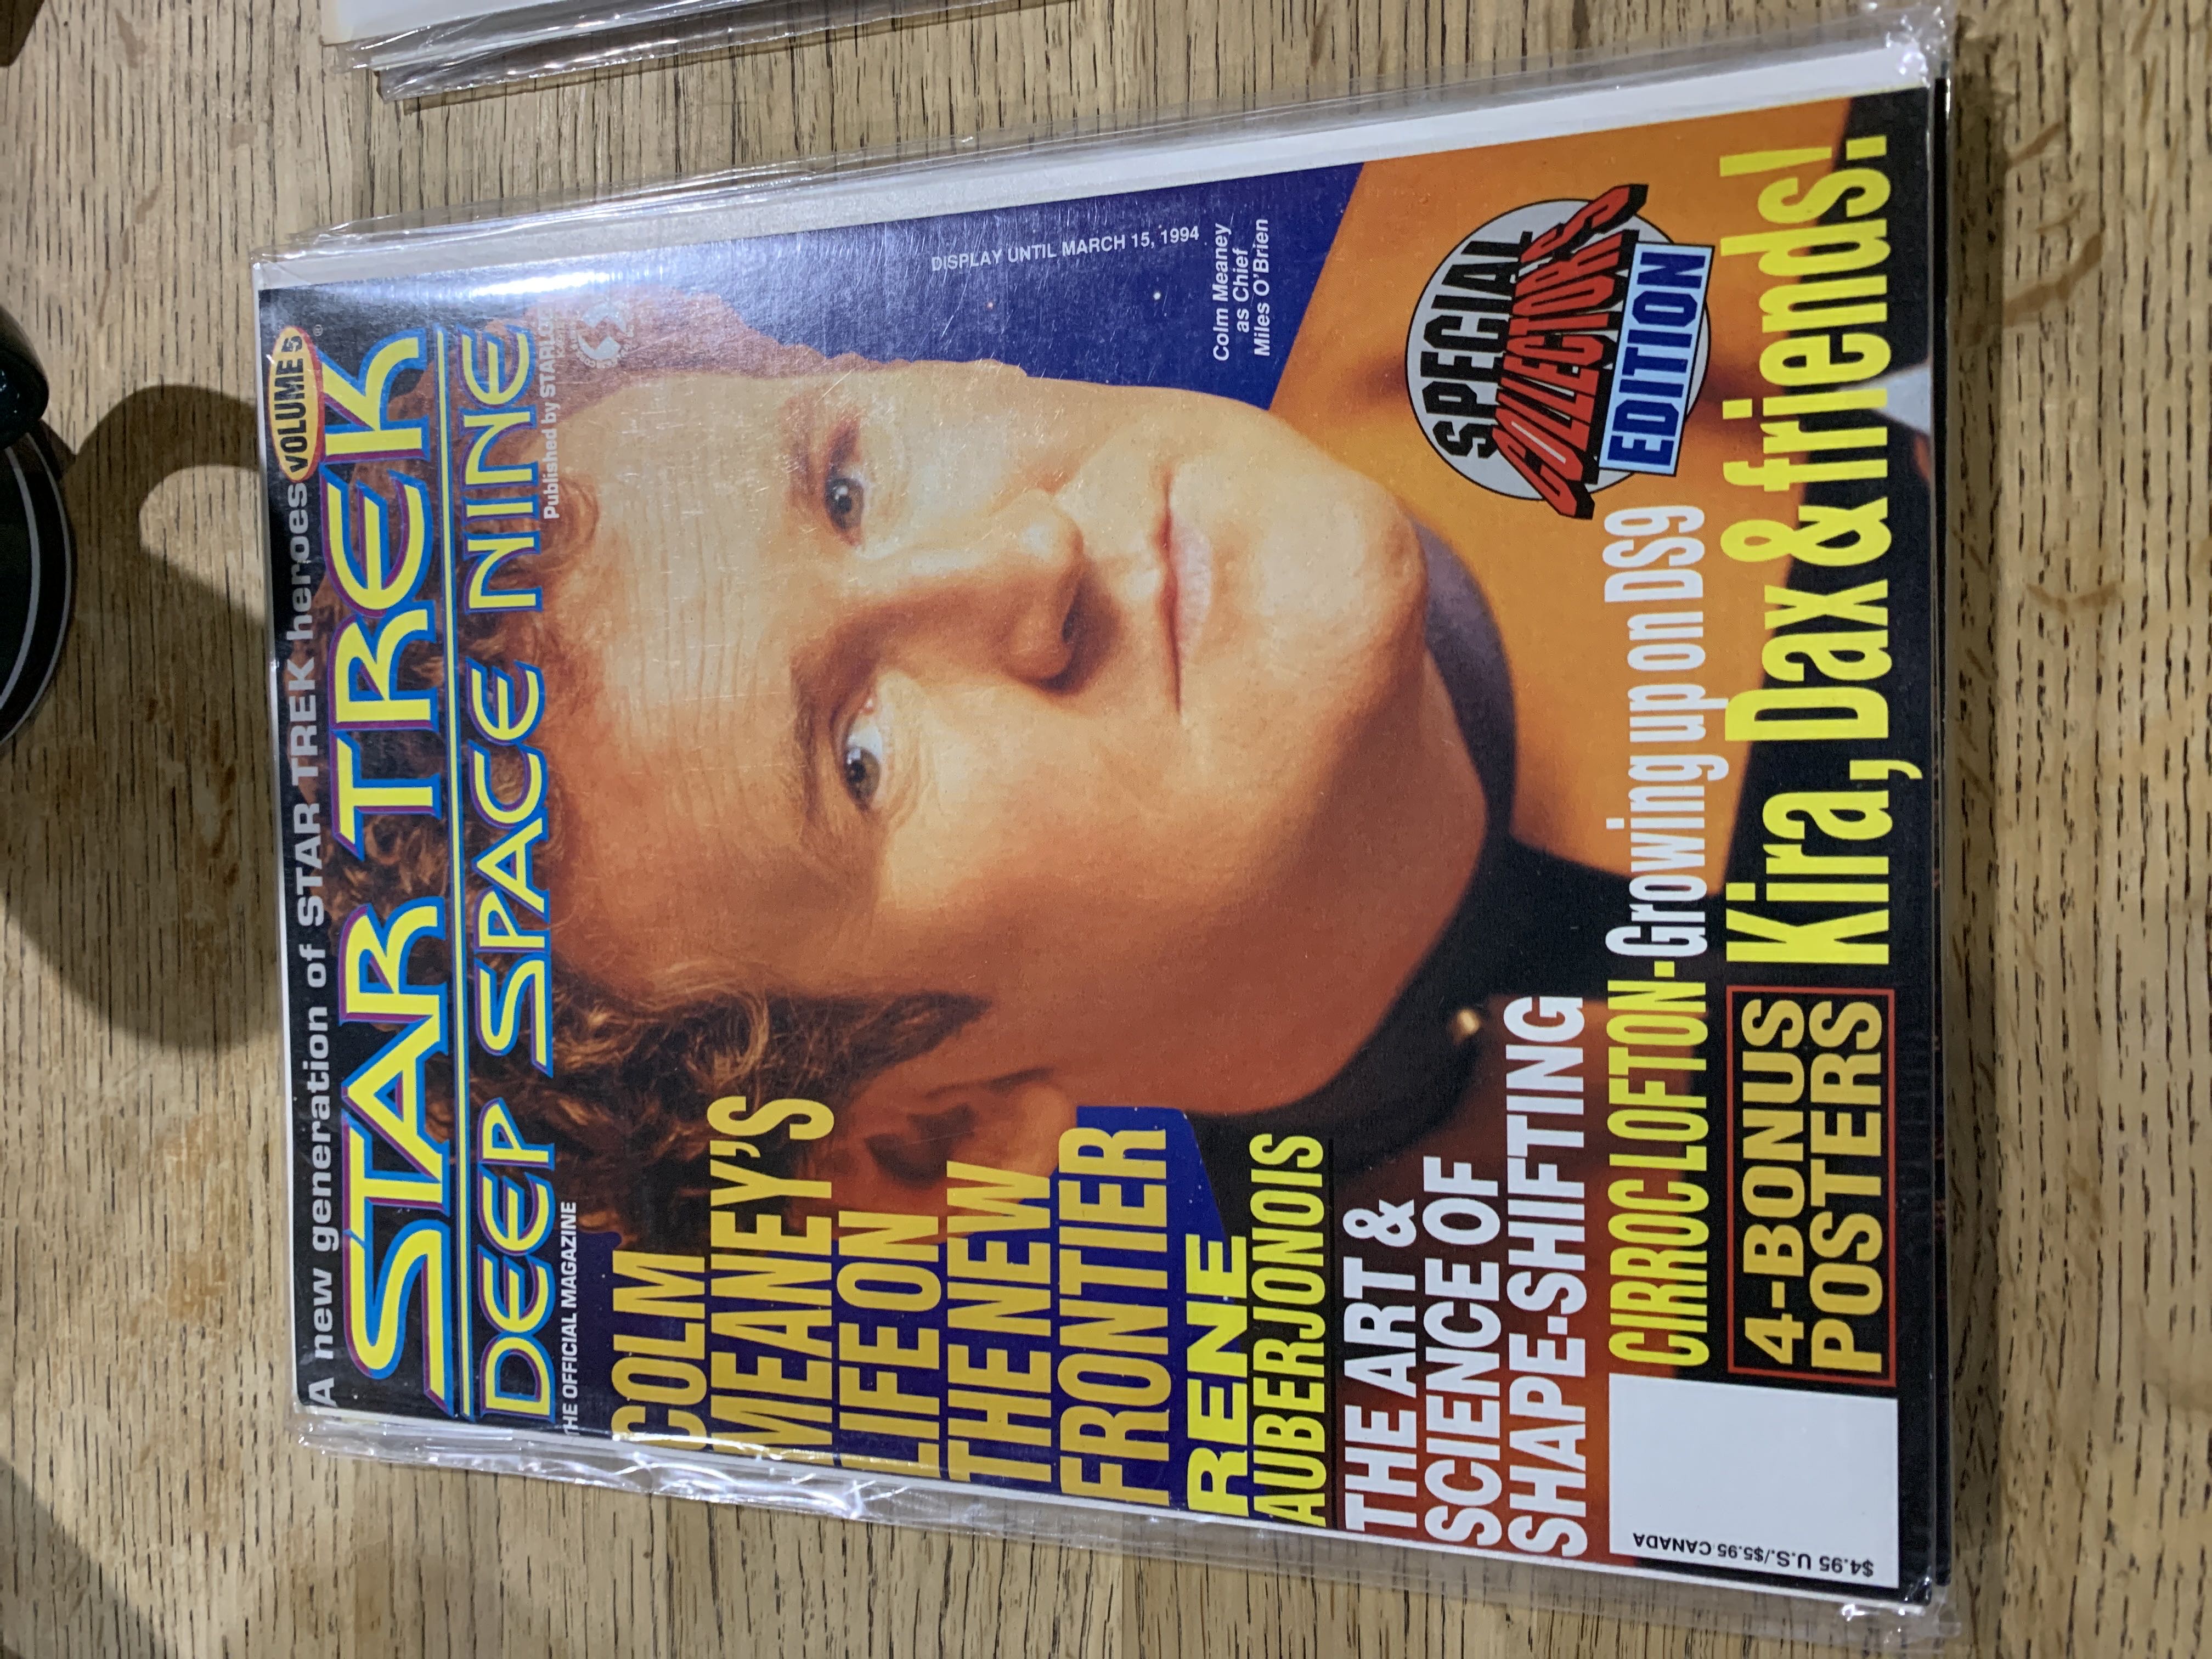 A new generation of STAR TREK heroes
VOLUME 5
STAR TREK®
DEEP SPACE NINE
THE OFFICIAL MAGAZINE
Published by STARLOG
COLM
MEANEY'S
LIFE ON
THE NEW
FRONTIER
DISPLAY UNTIL MARCH 15, 1994
Colm Meaney
as Chief
Miles O'Brien
RENE
AUBERJONOIS
THE ART &
SCIENCE OF
SHAPE-SHIFTING
SPECIAL
COLLECTOR'S
EDITION
CIRROC LOFTON-Growing up on DS9
4-BONUS
POSTERS
Kira, Dax & friends!
$4.95 U.S./$5.95 CANADA